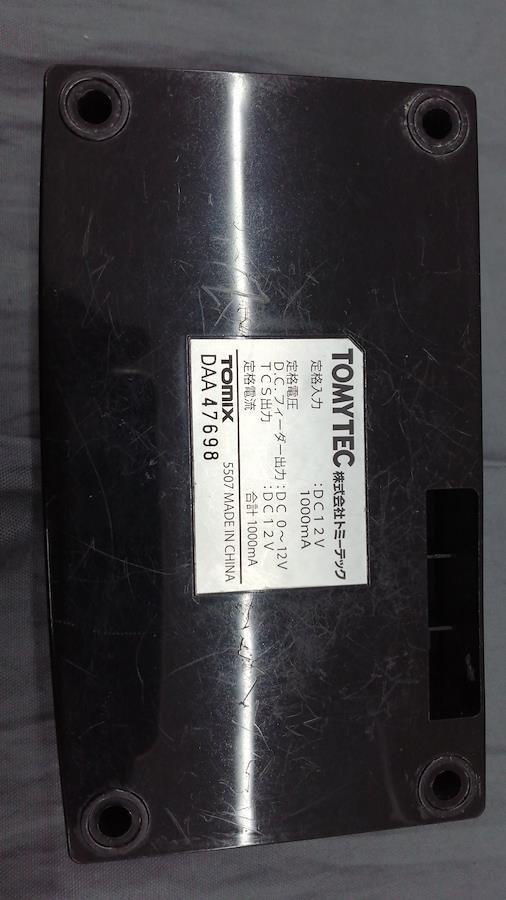 TOMYTEC 株式会社トミーテック
定格入力 :DC12V
1000mA
定格電圧
D.C.フィーダー出力:DC 0～12V
TCS出力 :DC12V
定格電流 合計 1000mA
TOMIX 5507 MADE IN CHINA
DAA47698